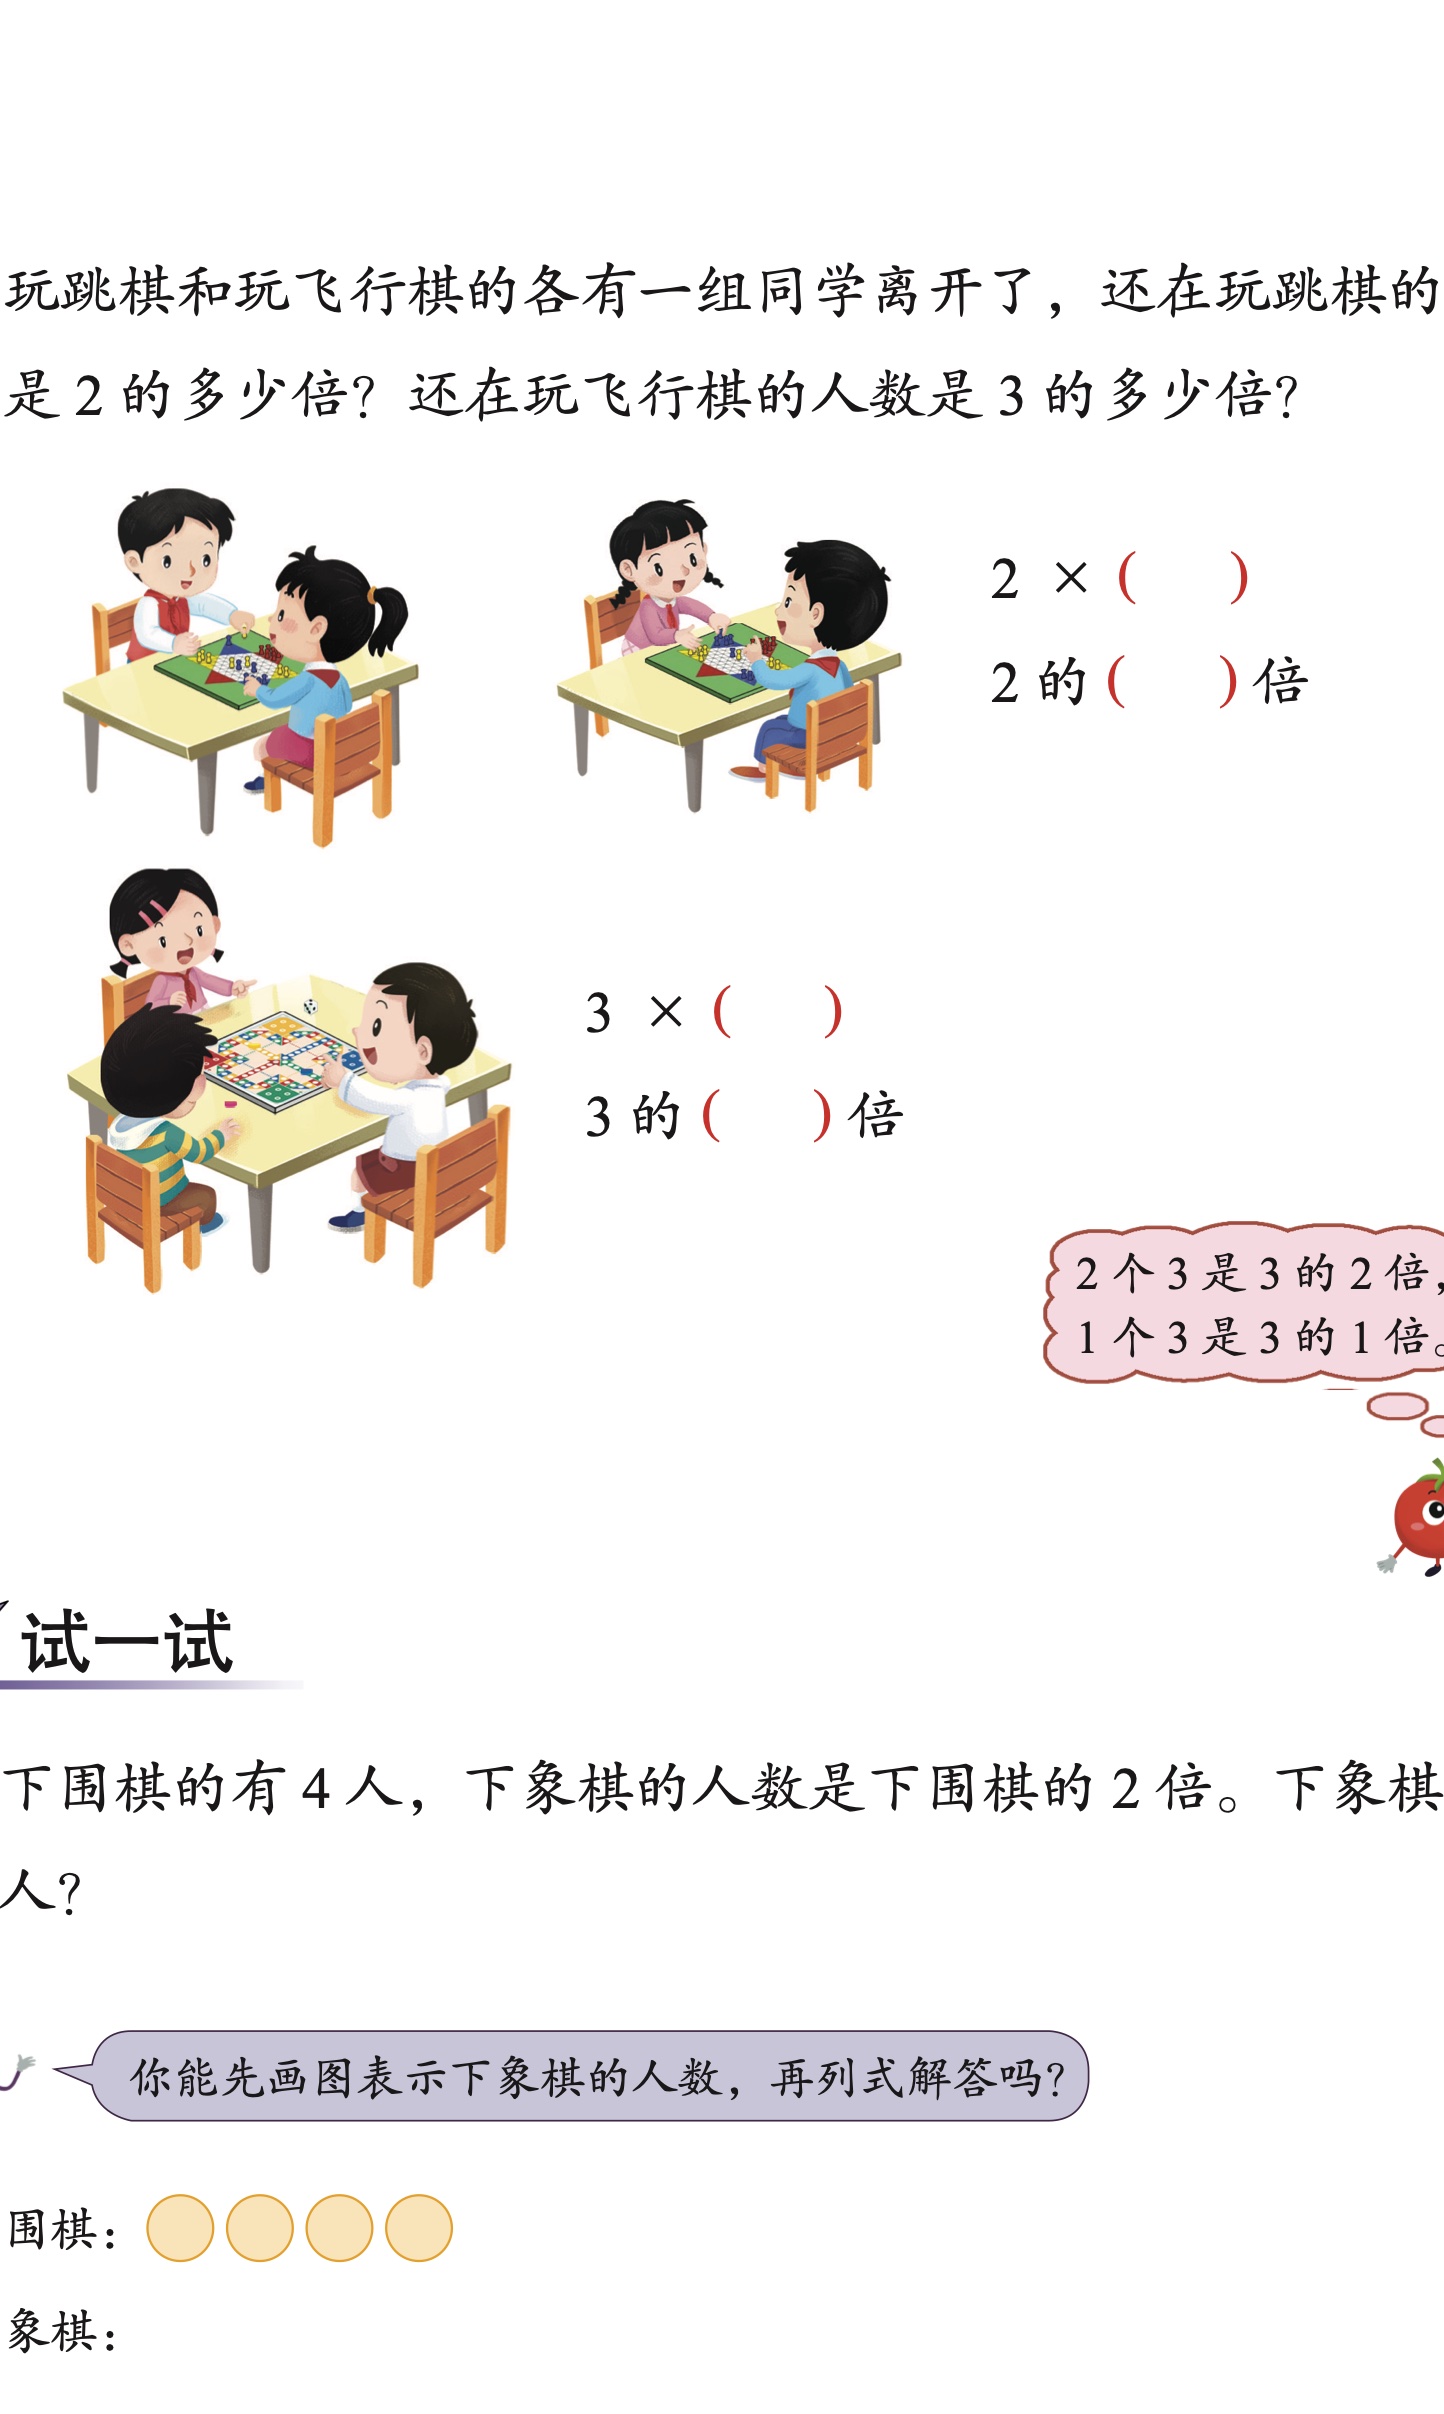 玩跳棋和玩飞行棋的各有一组同学离开了，还在玩跳棋的
是 2 的多少倍？还在玩飞行棋的人数是 3 的多少倍？
2 × (  )
2 的 (  ) 倍
3 × (  )
3 的 (  ) 倍
2 个 3 是 3 的 2 倍，
1 个 3 是 3 的 1 倍。
试一试
下围棋的有 4 人，下象棋的人数是下围棋的 2 倍。下象棋
人？
你能先画图表示下象棋的人数，再列式解答吗？
围棋：
象棋：